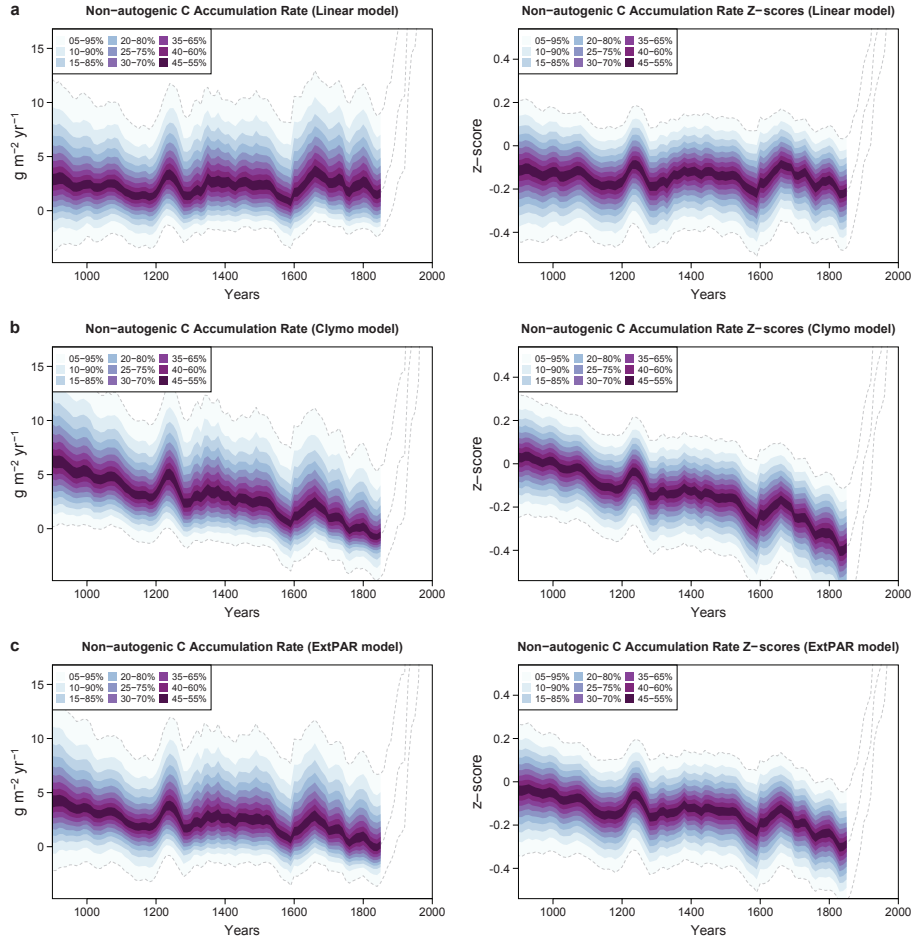 a
Non−autogenic C Accumulation Rate (Linear model)
05−95% 20−80% 35−65%
10−90% 25−75% 40−60%
15−85% 30−70% 45−55%
g m−2 yr−1
15
10
5
0
1000 1200 1400 1600 1800 2000
Years
Non−autogenic C Accumulation Rate Z−scores (Linear model)
05−95% 20−80% 35−65%
10−90% 25−75% 40−60%
15−85% 30−70% 45−55%
z−score
0.4
0.2
0
-0.2
-0.4
1000 1200 1400 1600 1800 2000
Years
b
Non−autogenic C Accumulation Rate (Clymo model)
05−95% 20−80% 35−65%
10−90% 25−75% 40−60%
15−85% 30−70% 45−55%
g m−2 yr−1
15
10
5
0
1000 1200 1400 1600 1800 2000
Years
Non−autogenic C Accumulation Rate Z−scores (Clymo model)
05−95% 20−80% 35−65%
10−90% 25−75% 40−60%
15−85% 30−70% 45−55%
z−score
0.4
0.2
0
-0.2
-0.4
1000 1200 1400 1600 1800 2000
Years
c
Non−autogenic C Accumulation Rate (ExtPAR model)
05−95% 20−80% 35−65%
10−90% 25−75% 40−60%
15−85% 30−70% 45−55%
g m−2 yr−1
15
10
5
0
1000 1200 1400 1600 1800 2000
Years
Non−autogenic C Accumulation Rate Z−scores (ExtPAR model)
05−95% 20−80% 35−65%
10−90% 25−75% 40−60%
15−85% 30−70% 45−55%
z−score
0.4
0.2
0
-0.2
-0.4
1000 1200 1400 1600 1800 2000
Years